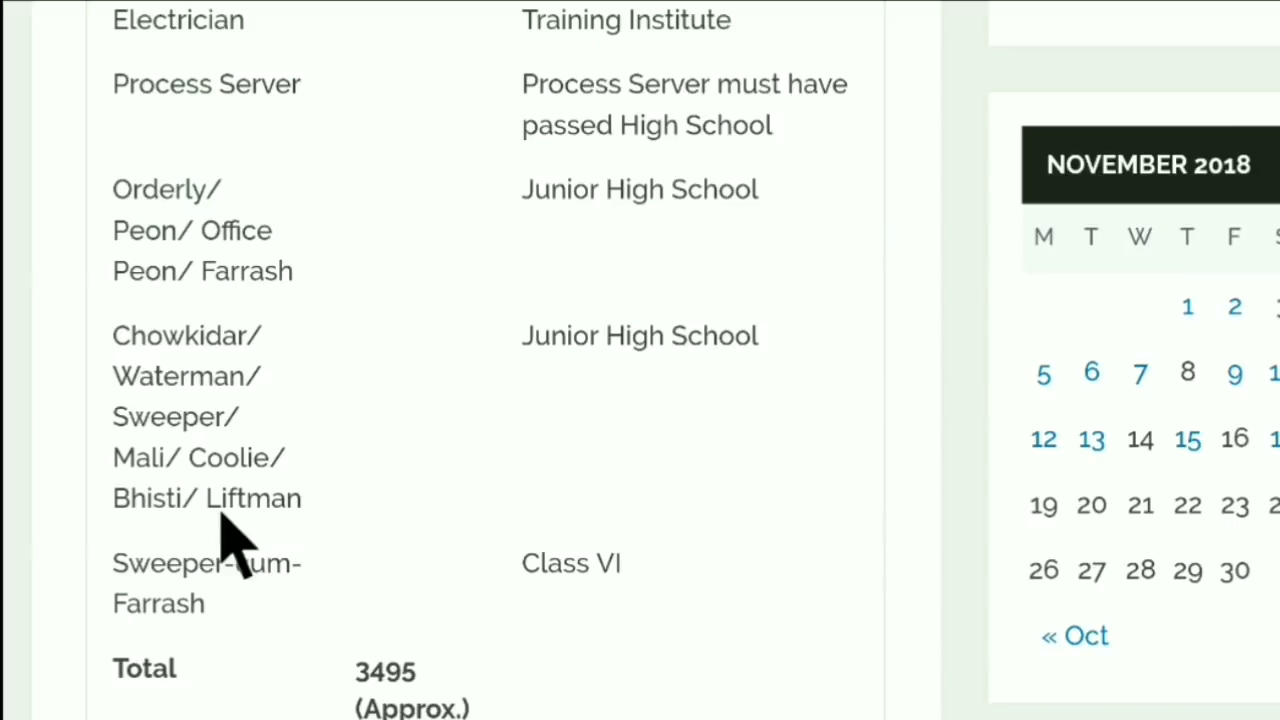 Electrician Training Institute
Process Server Process Server must have
passed High School
Orderly/ Junior High School
Peon/ Office
Peon/ Farrash
Chowkidar/ Junior High School
Waterman/
Sweeper/
Mali/ Coolie/
Bhisti/ Liftman
Sweeper-cum- Class VI
Farrash
Total 3495
(Approx.)
NOVEMBER 2018
M T W T F
1 2
5 6 7 8 9
12 13 14 15 16
19 20 21 22 23
26 27 28 29 30
« Oct